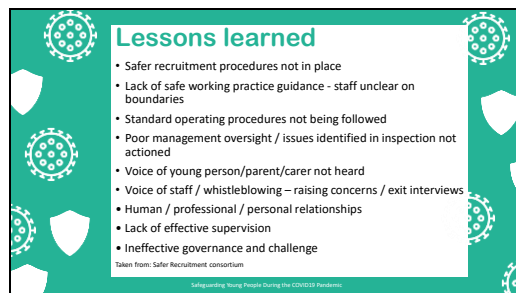 Lessons learned
• Safer recruitment procedures not in place
• Lack of safe working practice guidance - staff unclear on
boundaries
• Standard operating procedures not being followed
• Poor management oversight / issues identified in inspection not
actioned
• Voice of young person/parent/carer not heard
• Voice of staff / whistleblowing – raising concerns / exit interviews
• Human / professional / personal relationships
• Lack of effective supervision
• Ineffective governance and challenge
Taken from: Safer Recruitment consortium
Safeguarding Young People During the COVID19 Pandemic